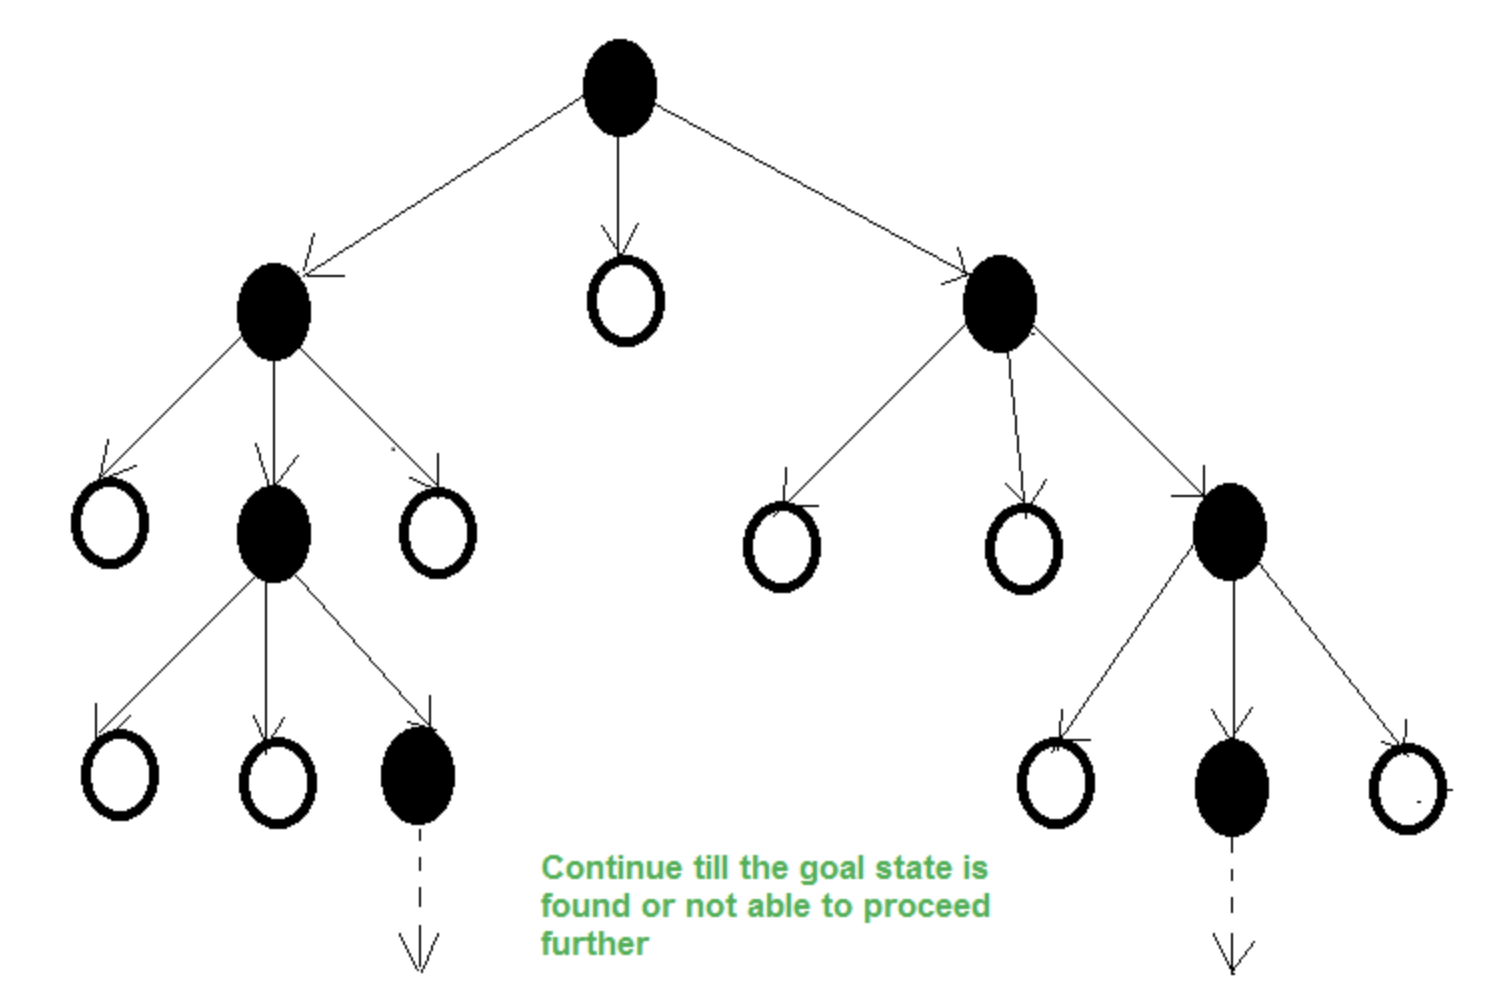 Continue till the goal state is
found or not able to proceed
further